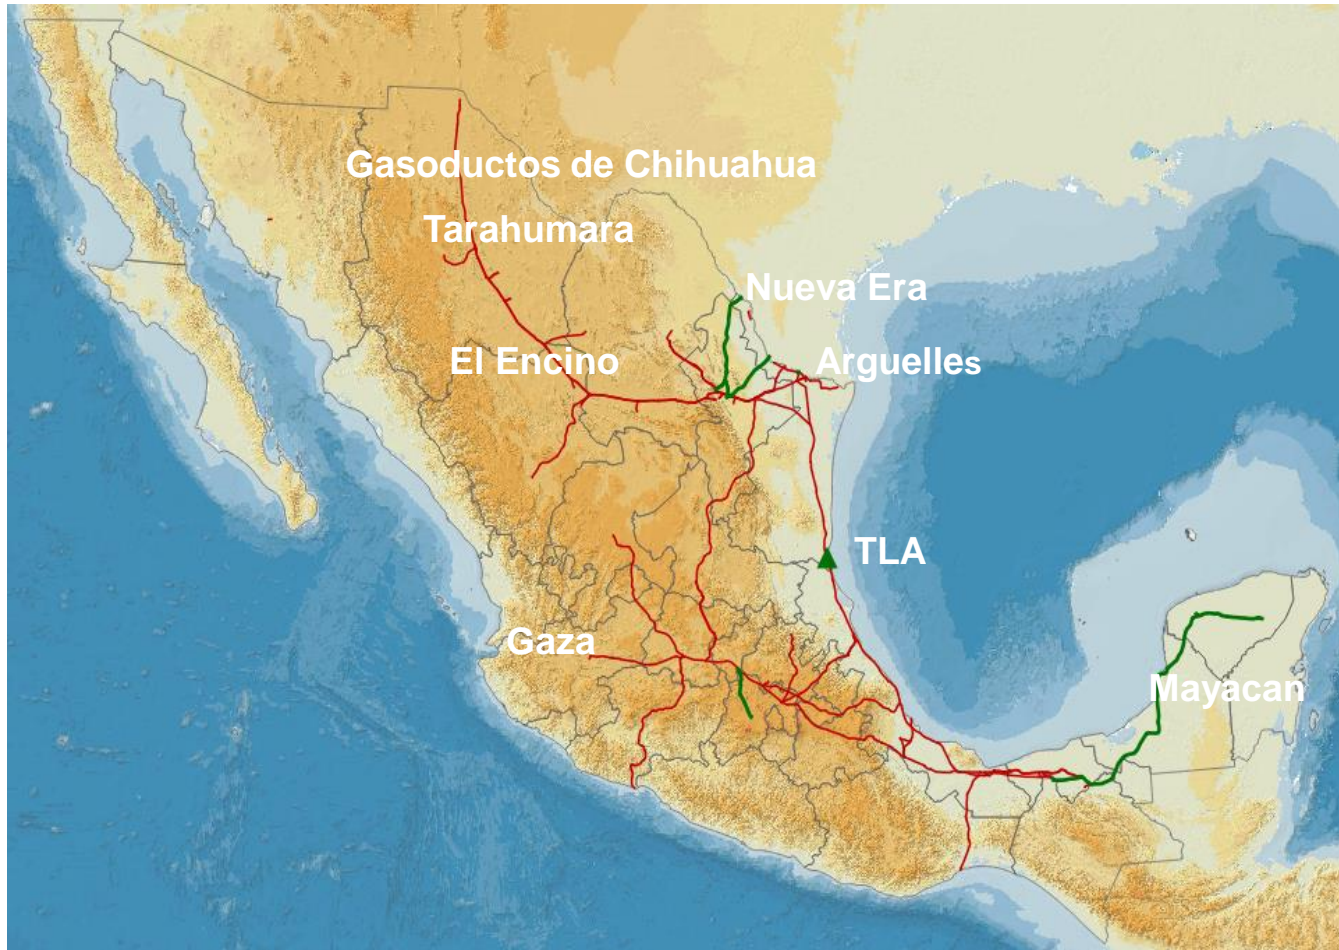 Gasoductos de Chihuahua
Tarahumara
Nueva Era
El Encino
Arguelles
TLA
Gaza
Mayacan